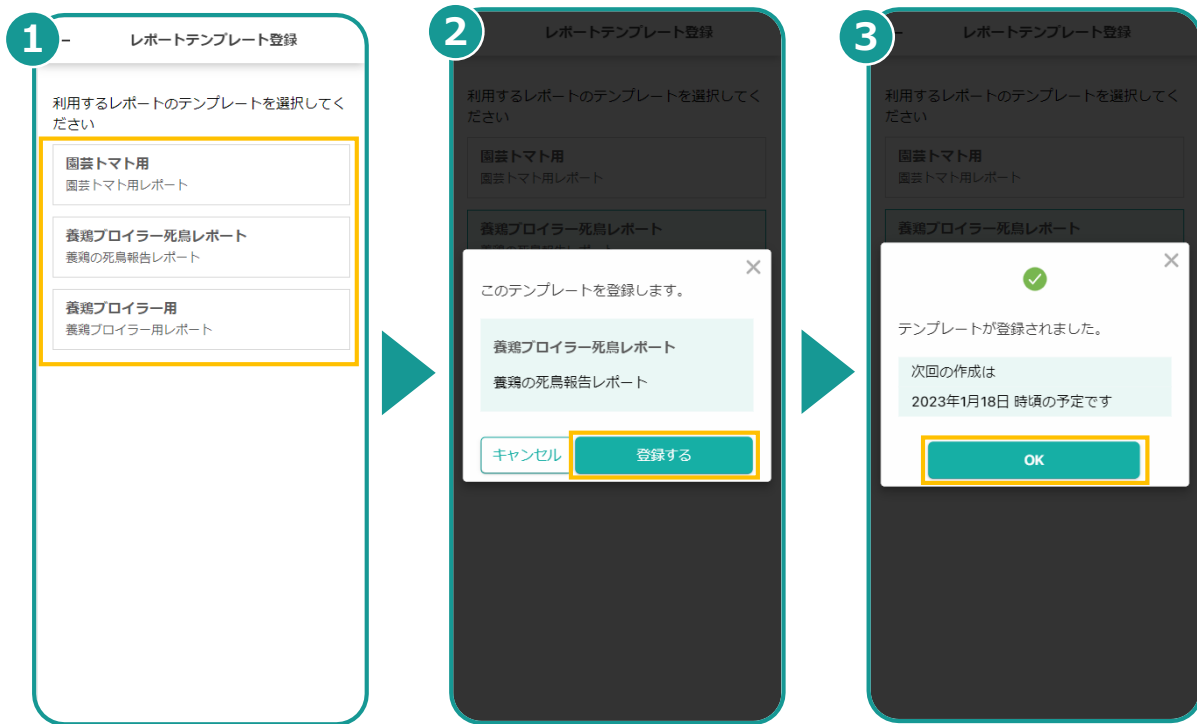 1
レポートテンプレート登録
利用するレポートのテンプレートを選択してく
ださい
園芸トマト用
園芸トマト用レポート
養鶏ブロイラー死鳥レポート
養鶏の死鳥報告レポート
養鶏ブロイラー用
養鶏ブロイラー用レポート
2
レポートテンプレート登録
利用するレポートのテンプレートを選択してく
ださい
園芸トマト用
園芸トマト用レポート
養鶏ブロイラー死鳥レポート
養鶏の死鳥報告レポート
このテンプレートを登録します。
養鶏ブロイラー死鳥レポート
養鶏の死鳥報告レポート
キャンセル
登録する
3
レポートテンプレート登録
利用するレポートのテンプレートを選択してく
ださい
園芸トマト用
園芸トマト用レポート
養鶏ブロイラー死鳥レポート
テンプレートが登録されました。
次回の作成は
2023年1月18日 時頃の予定です
OK